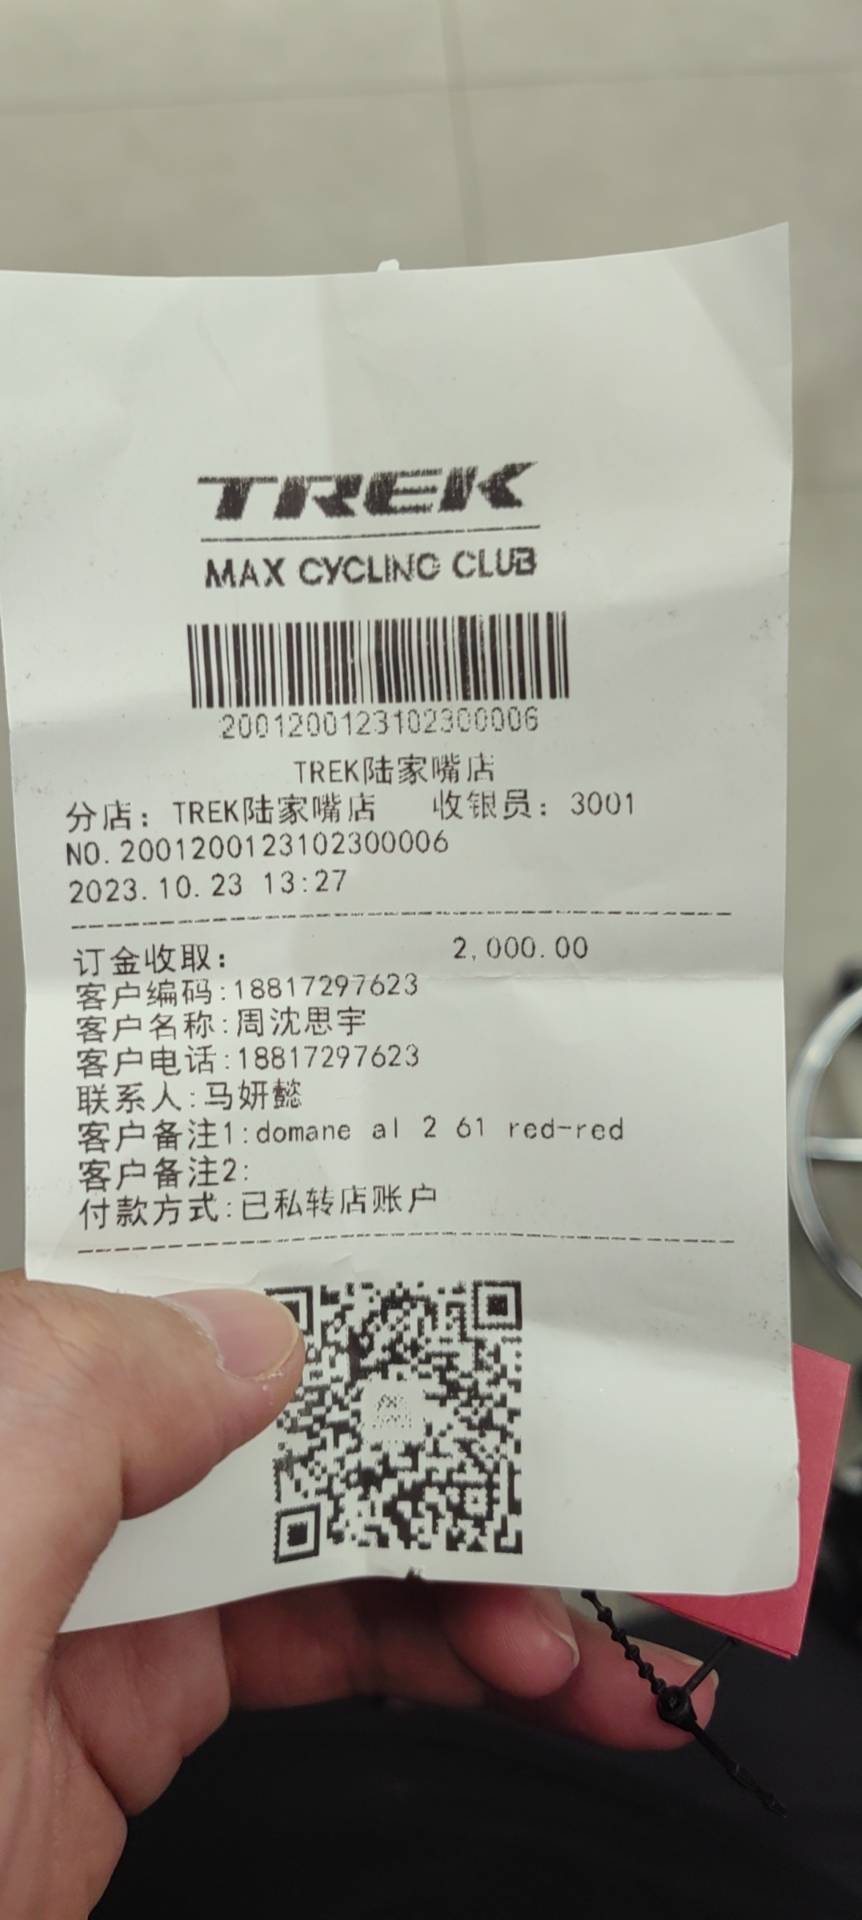 TREK
MAX CYCLING CLUB
2001200123102300006
TREK陆家嘴店
分店：TREK陆家嘴店 收银员：3001
NO.2001200123102300006
2023.10.23 13:27
订金收取： 2,000.00
客户编码:18817297623
客户名称:周沈思宇
客户电话:18817297623
联系人:马妍懿
客户备注1:domane al 2 61 red-red
客户备注2:
付款方式:已私转店账户